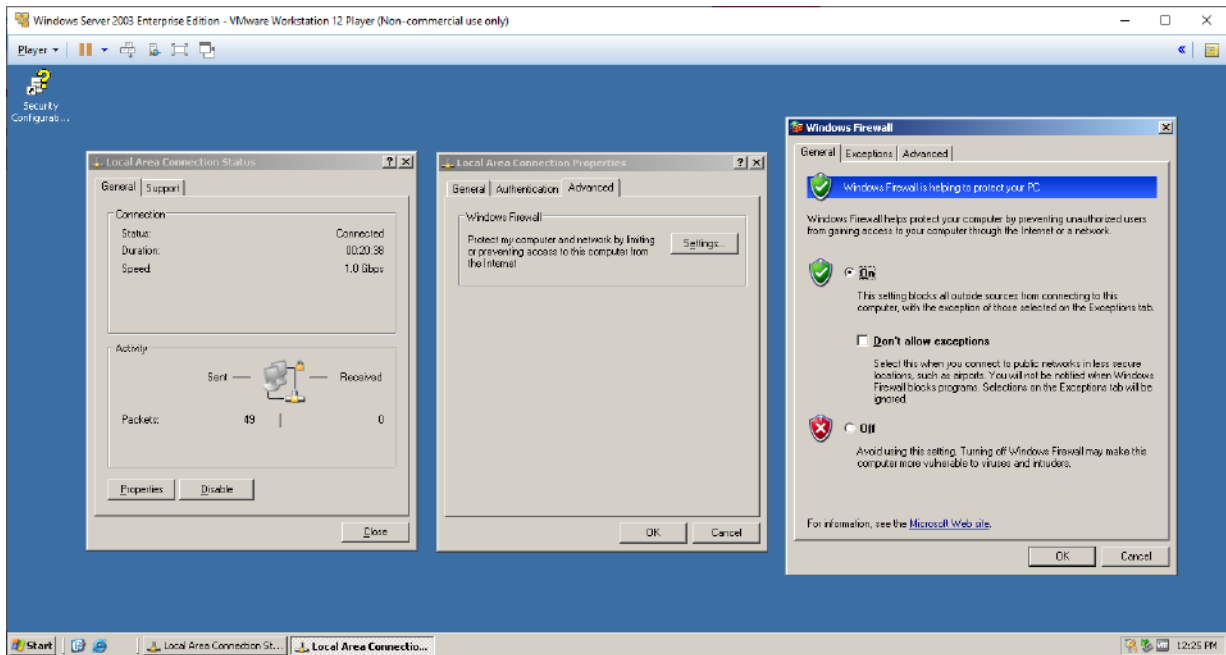 Windows Server 2003 Enterprise Edition - VMware Workstation 12 Player (Non-commercial use only)
Player
Security
Configurati...
Local Area Connection Status
General Support
Connection
Status: Connected
Duration: 00:20:38
Speed: 1.0 Gbps
Activity
Sent Received
Packets: 49 0
Properties Disable
Close
Local Area Connection Properties
General Authentication Advanced
Windows Firewall
Protect my computer and network by limiting
or preventing access to this computer from
the Internet
Settings...
OK Cancel
Windows Firewall
General Exceptions Advanced
Windows Firewall is helping to protect your PC
Windows Firewall helps protect your computer by preventing unauthorized users
from gaining access to your computer through the Internet or a network.
On
This setting blocks all outside sources from connecting to this
computer, with the exception of those selected on the Exceptions tab.
Don't allow exceptions
Select this when you connect to public networks in less secure
locations, such as airports. You will not be notified when Windows
Firewall blocks programs. Selections on the Exceptions tab will be
ignored.
Off
Avoid using this setting. Turning off Windows Firewall may make this
computer more vulnerable to viruses and intruders.
For information, see the Microsoft Web site.
OK Cancel
Start Local Area Connection St... Local Area Connectio... 12:25 PM